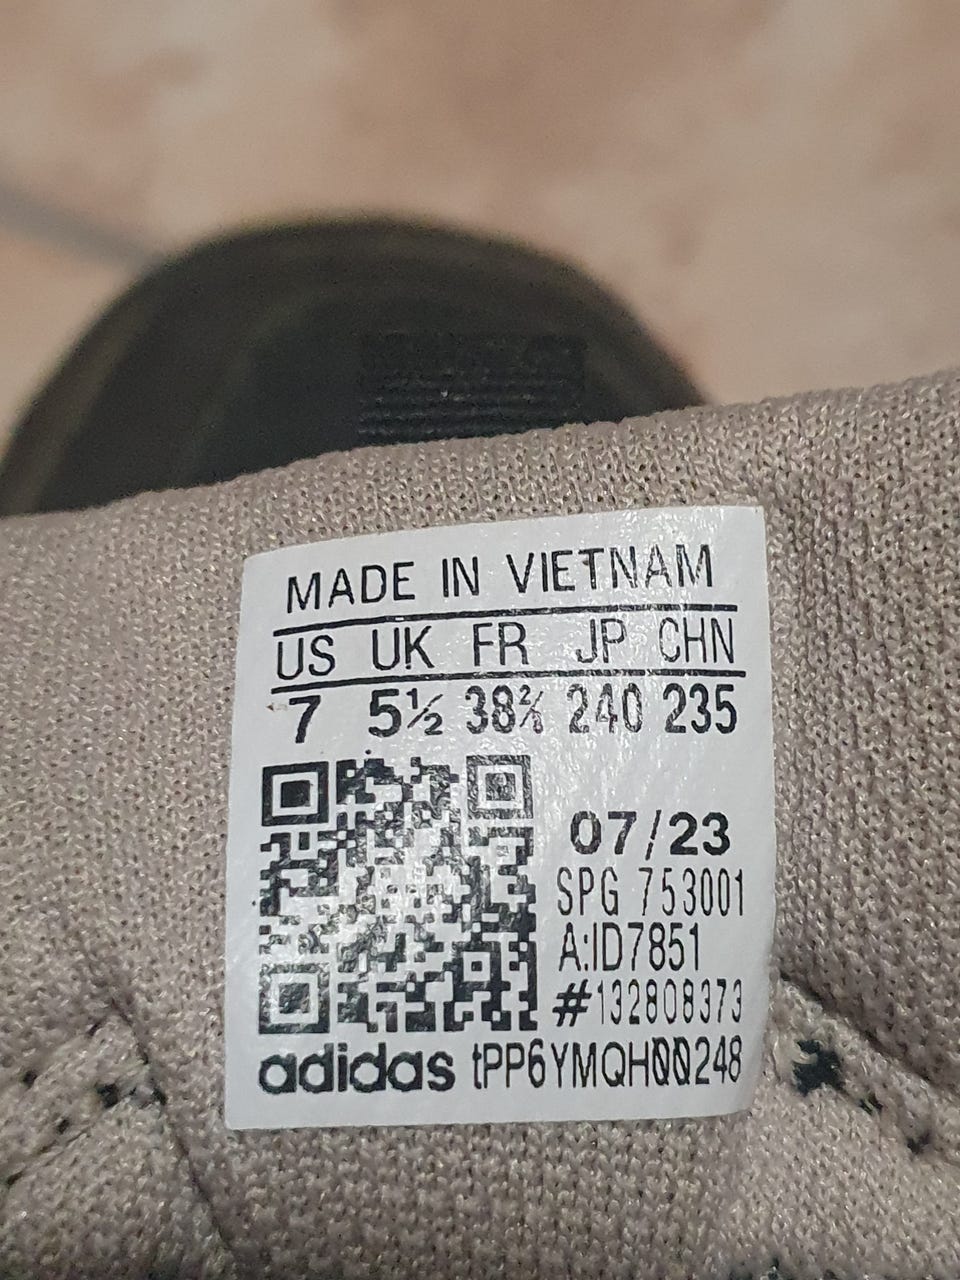 MADE IN VIETNAM
US UK FR JP CHN
7 5½ 38⅔ 240 235
07/23
SPG 753001
A:ID7851
#132808373
adidas tPP6YMQH00248